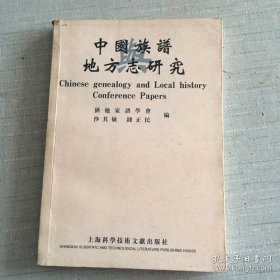 中國族譜
與
地方志研究
Chinese genealogy and Local history
Conference Papers
猶他家譜學會
沙其敏 錢正民 編
上海科學技術文獻出版社
SHANGHAI SCIENTIFIC AND TECHNOLOGICAL LITERATURE PUBLISHING HOUSE